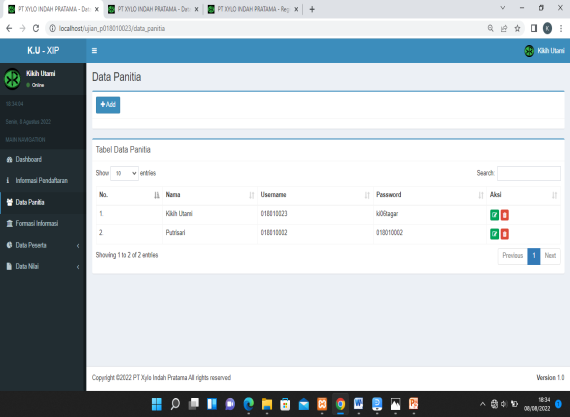 PT XYLO INDAH PRATAMA - Dat
PT XYLO INDAH PRATAMA - Dat
PT XYLO INDAH PRATAMA - Regi
localhost/ujian_p018010023/data_panitia
K.U - XIP
Kikih Utami
Kikih Utami
Online
18:34:04
Senin, 8 Agustus 2022
MAIN NAVIGATION
Dashboard
Informasi Pendaftaran
Data Panitia
Formasi Informasi
Data Peserta
Data Nilai
Data Panitia
+Add
Tabel Data Panitia
Show 10 entries
Search:
No. Nama Username Password Aksi
1 Kikih Utami 018010023 ki06tagar
2 Putrisari 018010002 018010002
Showing 1 to 2 of 2 entries
Previous 1 Next
Copyright ©2022 PT Xylo Indah Pratama All rights reserved
Version 1.0
18:34
08/08/2022